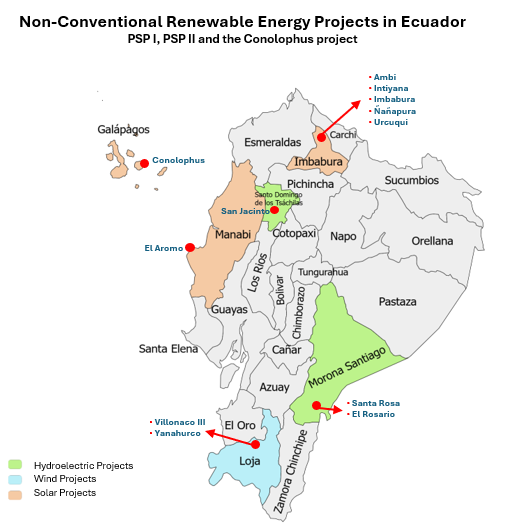 Non-Conventional Renewable Energy Projects in Ecuador
PSP I, PSP II and the Conolophus project
• Ambi
• Intiyana
• Imbabura
• Ñañapura
• Urcuqui
Galápagos
Conolophus
Esmeraldas
Carchi
Imbabura
Pichincha
Sucumbios
Santo Domingo
de los Tsáchilas
San Jacinto
Manabi
Cotopaxi
Napo
Orellana
El Aromo
Los Rios
Tungurahua
Bolivar
Chimborazo
Pastaza
Guayas
Santa Elena
Cañar
Morona Santiago
Azuay
• Santa Rosa
• El Rosario
• Villonaco III
• Yanahurco
El Oro
Loja
Zamora Chinchipe
Hydroelectric Projects
Wind Projects
Solar Projects